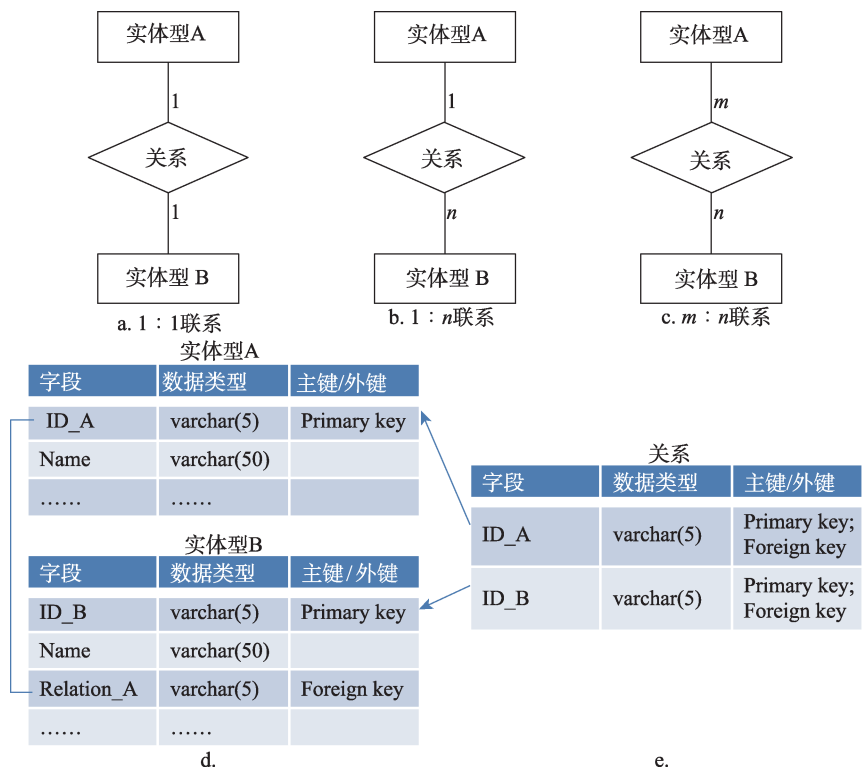 实体型A 实体型A 实体型A
1 1 m
关系 关系 关系
1 n n
实体型 B 实体型 B 实体型 B
a. 1：1联系 b. 1：n联系 c. m：n联系
实体型A
字段 数据类型 主键/外键
ID_A varchar(5) Primary key
Name varchar(50)
…… ……
实体型B
字段 数据类型 主键/外键
ID_B varchar(5) Primary key
Name varchar(50)
Relation_A varchar(5) Foreign key
…… ……
d.
关系
字段 数据类型 主键/外键
ID_A varchar(5) Primary key;
Foreign key
ID_B varchar(5) Primary key;
Foreign key
e.